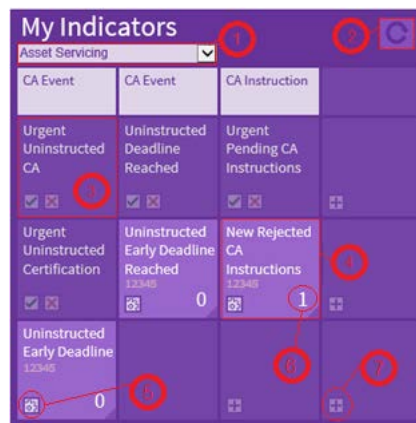 My Indicators
1
2
Asset Servicing
CA Event
CA Event
CA Instruction
Urgent
Uninstructed
CA
3
Uninstructed
Deadline
Reached
Urgent
Pending CA
Instructions
Urgent
Uninstructed
Certification
Uninstructed
Early Deadline
Reached
12345
0
New Rejected
CA
Instructions
12345
1
4
Uninstructed
Early Deadline
12345
0
5
6
7